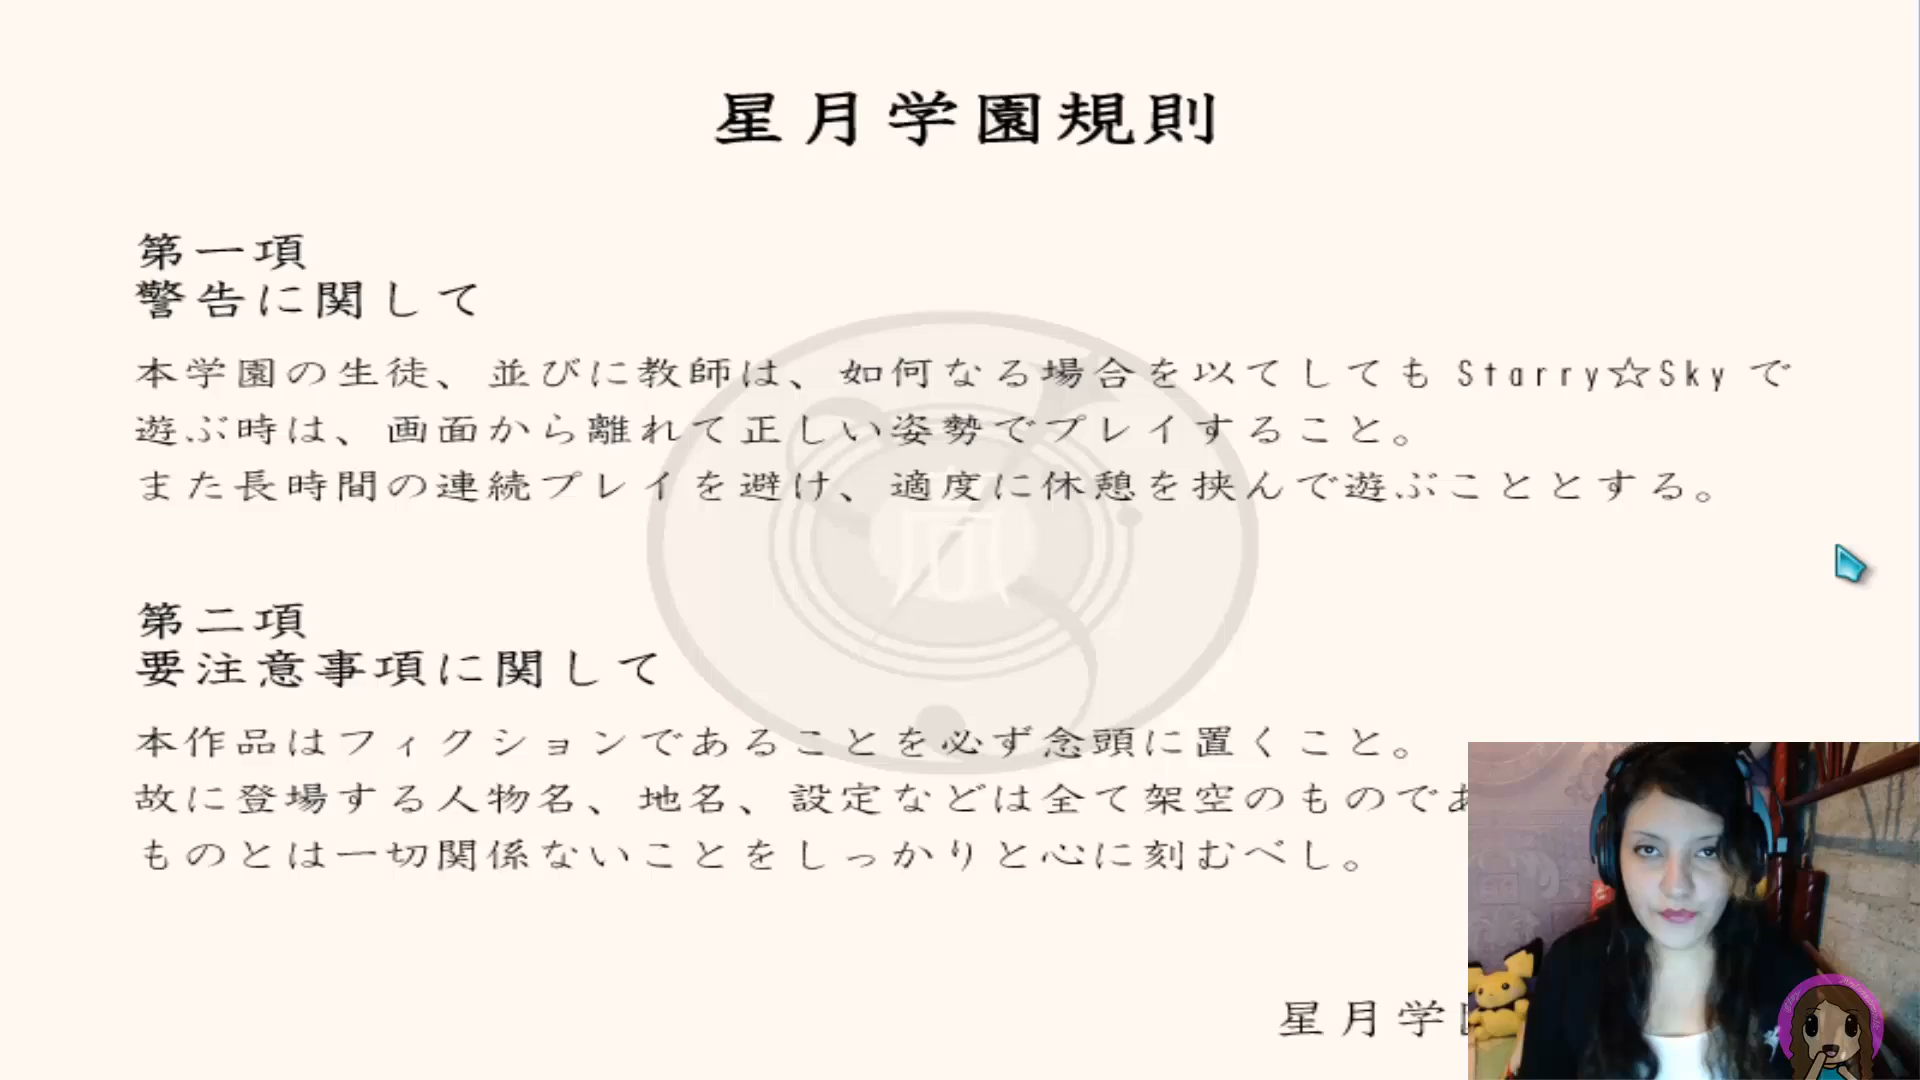 星月学園規則
第一項
警告に関して
本学園の生徒、並びに教師は、如何なる場合を以てしても Starry☆Sky で
遊ぶ時は、画面から離れて正しい姿勢でプレイすること。
また長時間の連続プレイを避け、適度に休憩を挟んで遊ぶこととする。
第二項
要注意事項に関して
本作品はフィクションであることを必ず念頭に置くこと。
故に登場する人物名、地名、設定などは全て架空のものであ
ものとは一切関係ないことをしっかりと心に刻むべし。
星月学